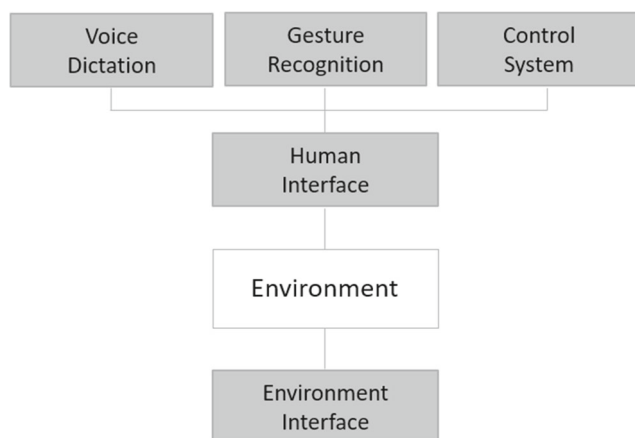 Voice
Dictation
Gesture
Recognition
Control
System
Human
Interface
Environment
Environment
Interface